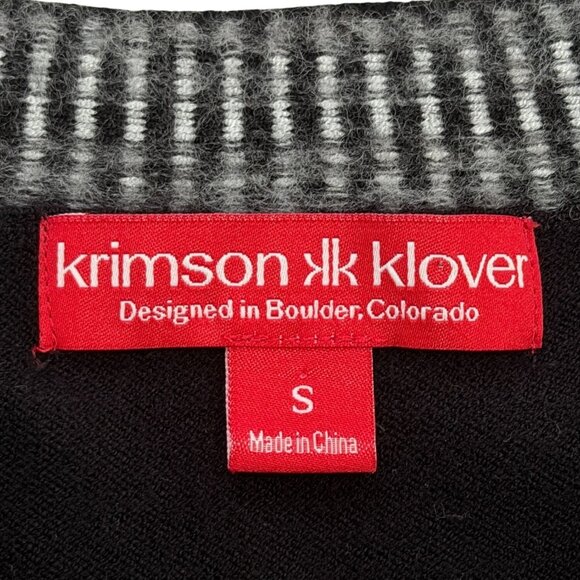 krimson kk klover
Designed in Boulder, Colorado
S
Made in China